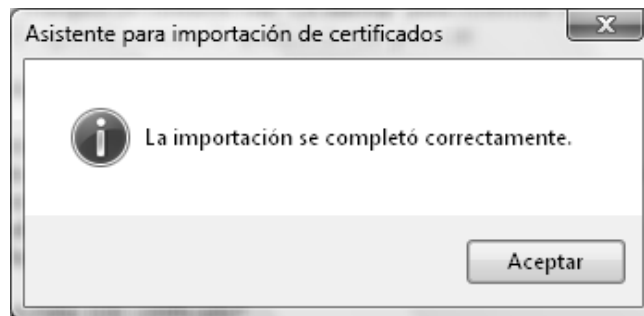 Asistente para importación de certificados
La importación se completó correctamente.
Aceptar